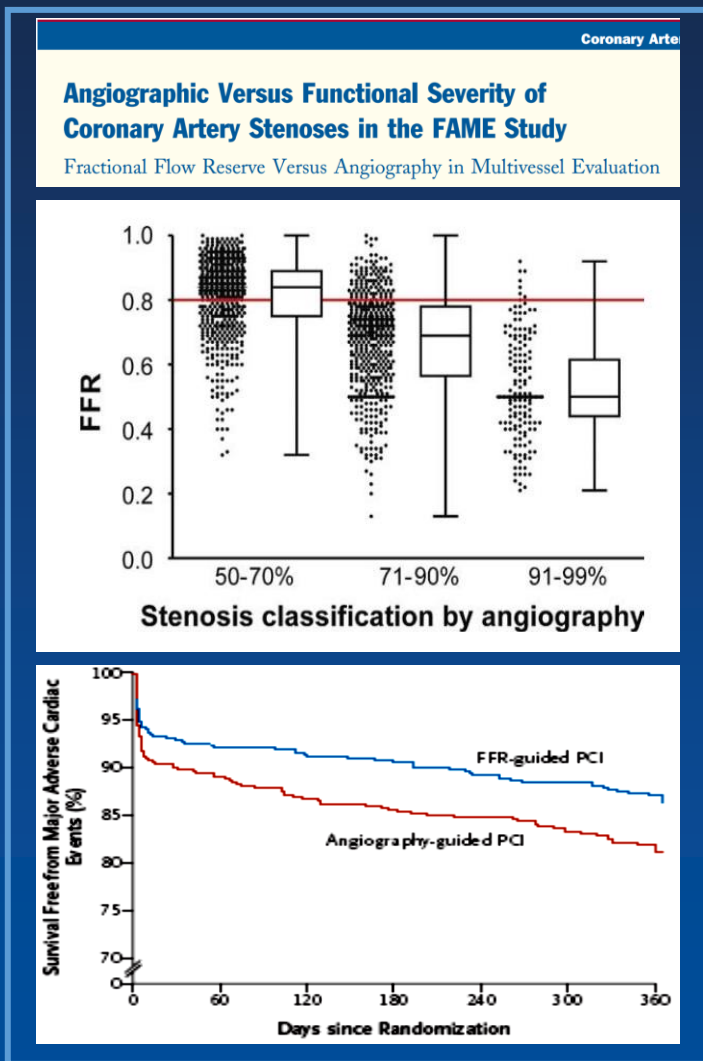 Coronary Arte
Angiographic Versus Functional Severity of
Coronary Artery Stenoses in the FAME Study
Fractional Flow Reserve Versus Angiography in Multivessel Evaluation
FFR
1.0
0.8
0.6
0.4
0.2
0.0
50-70%
71-90%
91-99%
Stenosis classification by angiography
Survival Free from Major Adverse Cardiac
Events (%)
100
95
90
85
80
75
70
0
FFR-guided PCI
Angiography-guided PCI
0
60
120
180
240
300
360
Days since Randomization